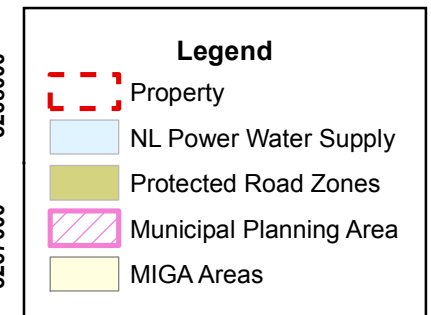 Legend
Property
NL Power Water Supply
Protected Road Zones
Municipal Planning Area
MIGA Areas